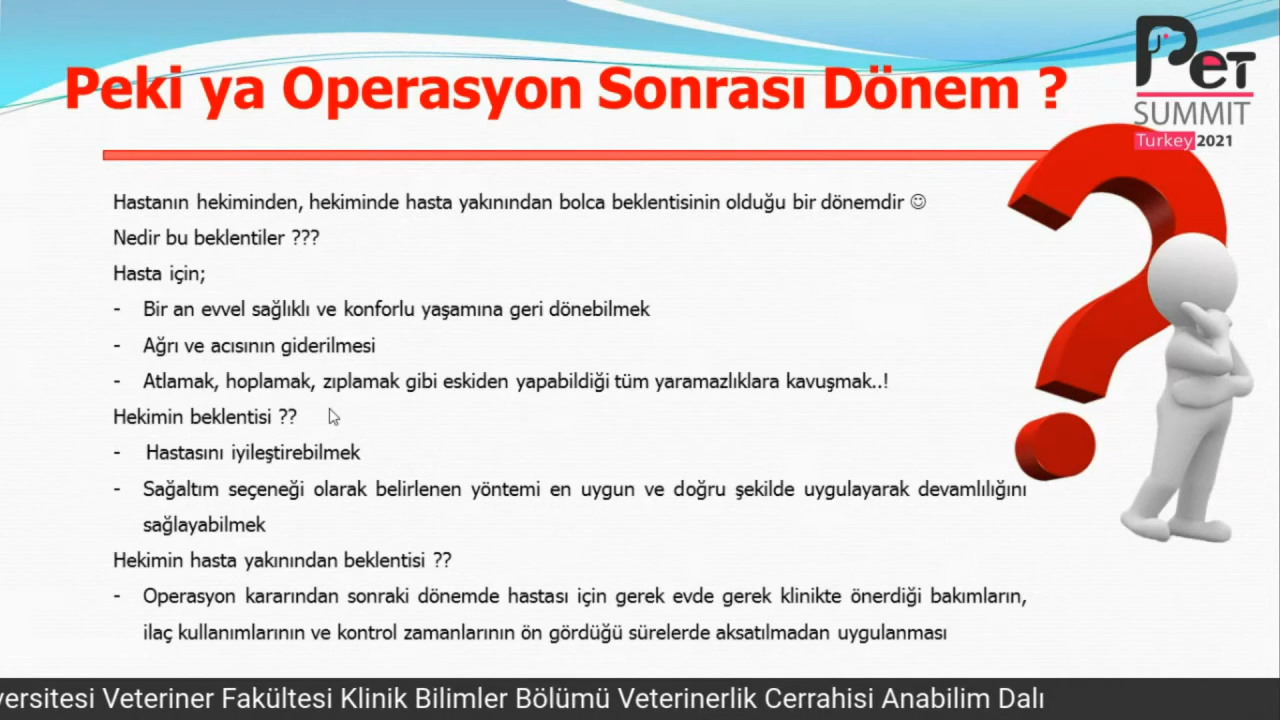 Peki ya Operasyon Sonrası Dönem ?
PET
SUMMIT
Turkey 2021
Hastanın hekiminden, hekiminde hasta yakınından bolca beklentisinin olduğu bir dönemdir ☺
Nedir bu beklentiler ???
Hasta için;
- Bir an evvel sağlıklı ve konforlu yaşamına geri dönebilmek
- Ağrı ve acısının giderilmesi
- Atlamak, hoplamak, zıplamak gibi eskiden yapabildiği tüm yaramazlıklara kavuşmak..!
Hekimin beklentisi ??
- Hastasını iyileştirebilmek
- Sağaltım seçeneği olarak belirlenen yöntemi en uygun ve doğru şekilde uygulayarak devamlılığını
sağlayabilmek
Hekimin hasta yakınından beklentisi ??
- Operasyon kararından sonraki dönemde hastası için gerek evde gerek klinikte önerdiği bakımların,
ilaç kullanımlarının ve kontrol zamanlarının ön gördüğü sürelerde aksatılmadan uygulanması
versitesi Veteriner Fakültesi Klinik Bilimler Bölümü Veterinerlik Cerrahisi Anabilim Dalı